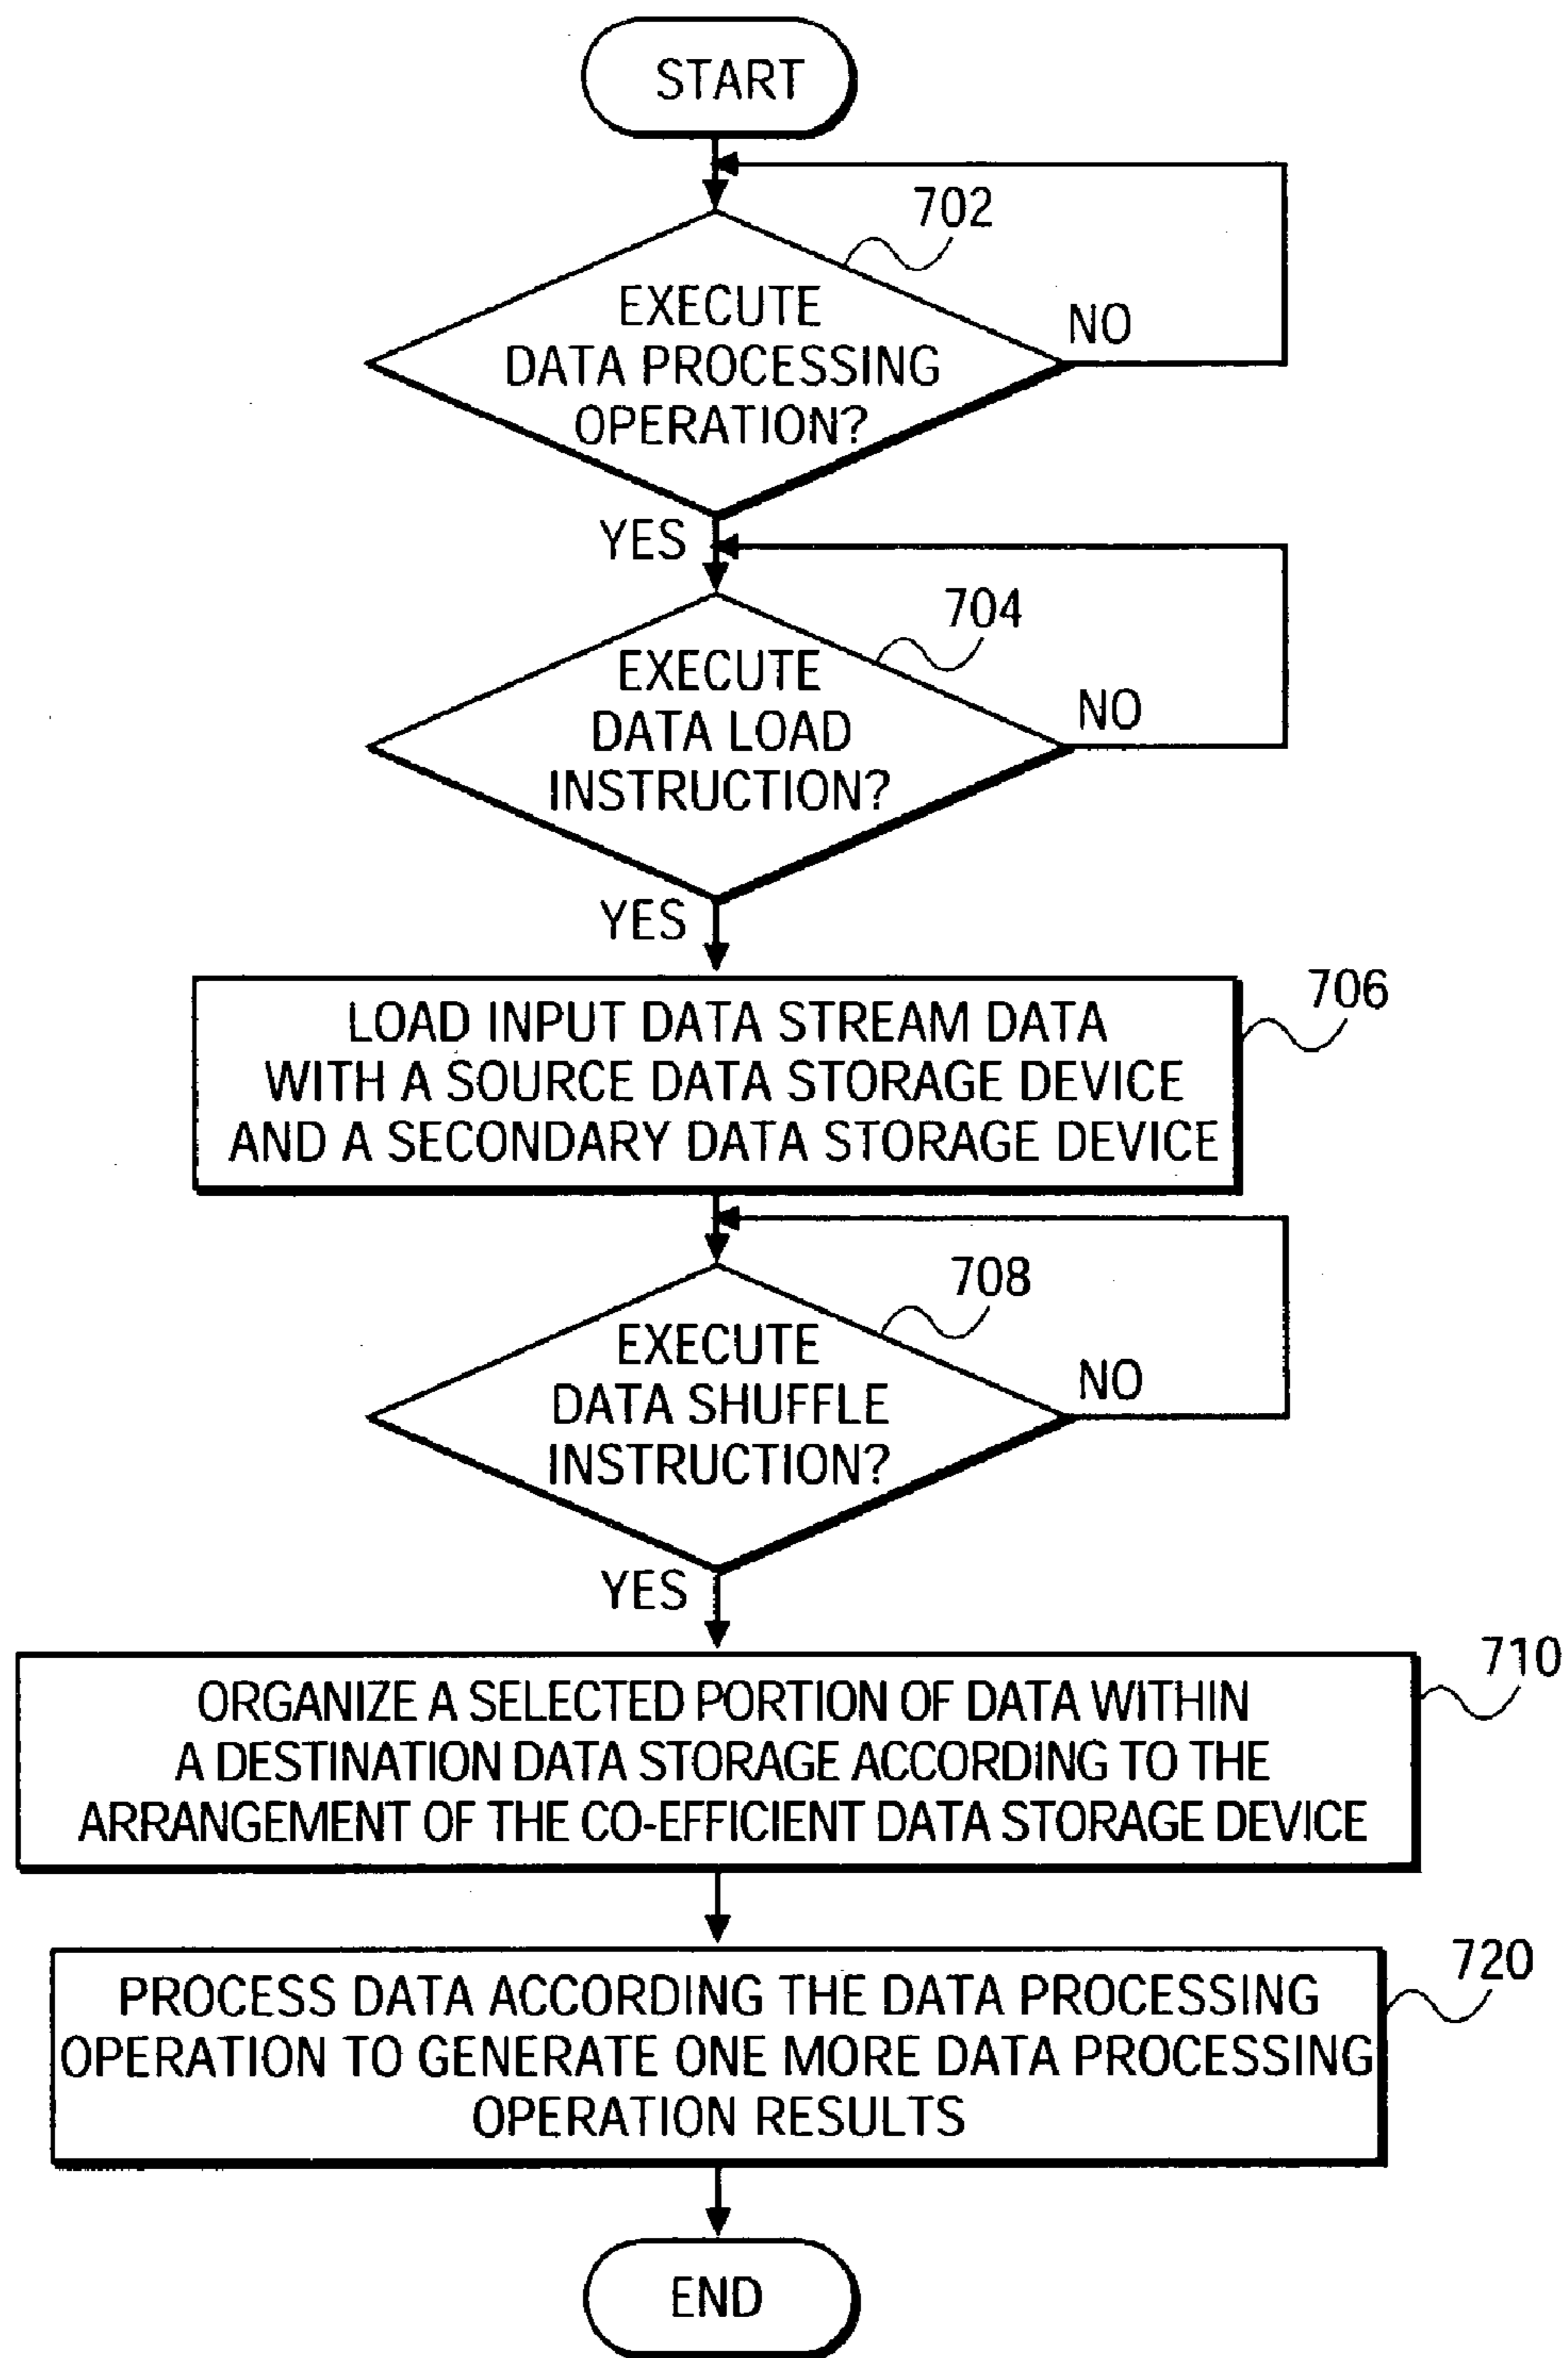 START
702
EXECUTE
DATA PROCESSING
OPERATION?
NO
YES
704
EXECUTE
DATA LOAD
INSTRUCTION?
NO
YES
706
LOAD INPUT DATA STREAM DATA
WITH A SOURCE DATA STORAGE DEVICE
AND A SECONDARY DATA STORAGE DEVICE
708
EXECUTE
DATA SHUFFLE
INSTRUCTION?
NO
YES
710
ORGANIZE A SELECTED PORTION OF DATA WITHIN
A DESTINATION DATA STORAGE ACCORDING TO THE
ARRANGEMENT OF THE CO-EFFICIENT DATA STORAGE DEVICE
720
PROCESS DATA ACCORDING THE DATA PROCESSING
OPERATION TO GENERATE ONE MORE DATA PROCESSING
OPERATION RESULTS
END